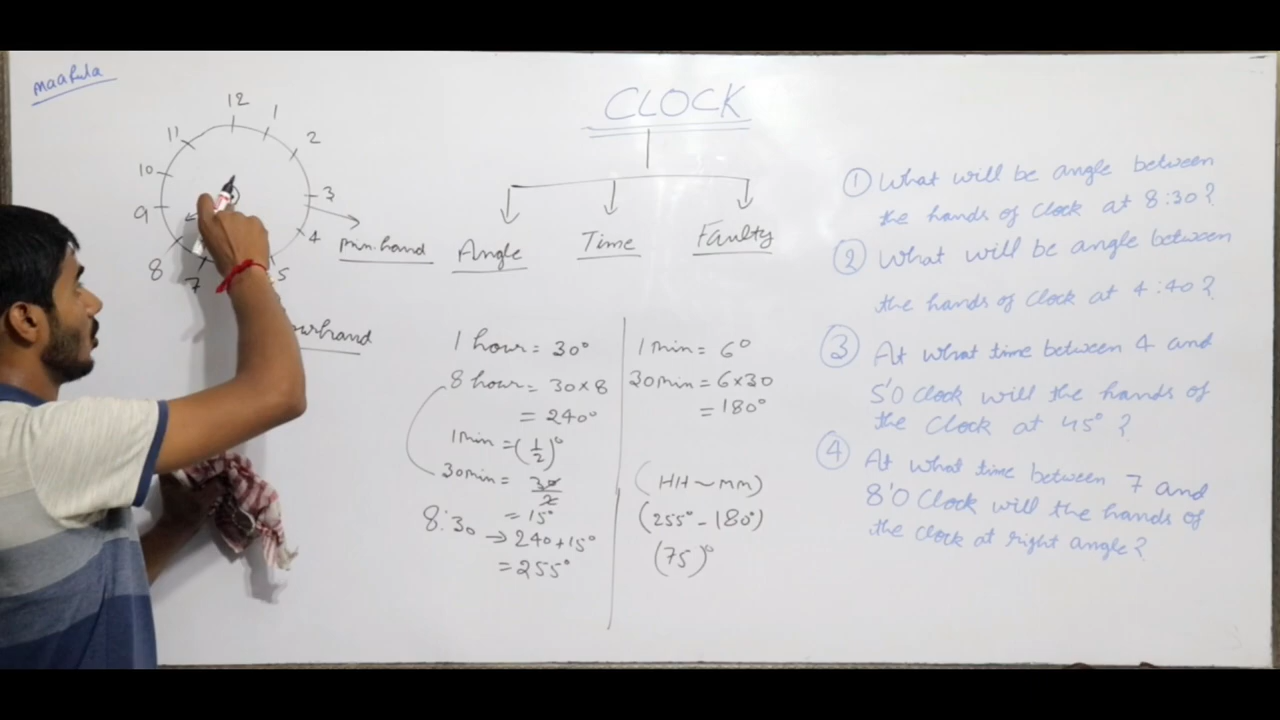 maaRula
CLOCK
12
1
2
3
4
5
7
8
9
10
11
min.hand
Angle
Time
Faulty
1 hour = 30°
8 hour = 30×8
= 240°
1min = (1/2)°
30min = 30/2
= 15°
8:30 → 240+15°
= 255°
1min = 6°
30min = 6×30
= 180°
(HH ~ MM)
(255° - 180°)
(75)°
① What will be angle between
the hands of Clock at 8:30?
② What will be angle between
the hands of Clock at 4:40?
③ At what time between 4 and
5'0 Clock will the hands of
the Clock at 45°?
④ At what time between 7 and
8'0 Clock will the hands of
the clock at right angle?